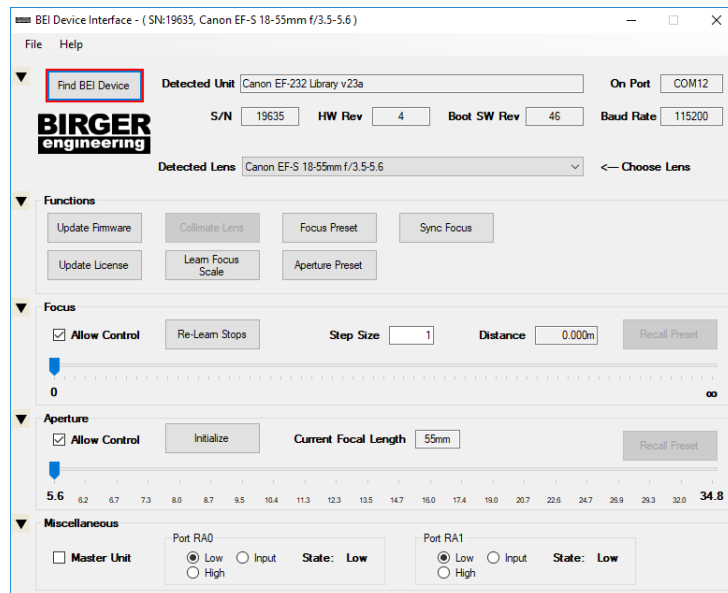 BEI Device Interface - ( SN:19635, Canon EF-S 18-55mm f/3.5-5.6 )
File Help
Find BEI Device Detected Unit Canon EF-232 Library v23a On Port COM12
BIRGER engineering
S/N 19635 HW Rev 4 Boot SW Rev 46 Baud Rate 115200
Detected Lens Canon EF-S 18-55mm f/3.5-5.6 <--- Choose Lens
Functions
Update Firmware Collimate Lens Focus Preset Sync Focus
Update License Learn Focus Scale Aperture Preset
Focus
Allow Control Re-Learn Stops Step Size 1 Distance 0.000m Recall Preset
0 ∞
Aperture
Allow Control Initialize Current Focal Length 55mm Recall Preset
5.6 6.2 6.7 7.3 8.0 8.7 9.5 10.4 11.3 12.3 13.5 14.7 16.0 17.4 19.0 20.7 22.6 24.7 26.9 29.3 32.0 34.8
Miscellaneous
Port RA0 Port RA1
Master Unit Low Input State: Low Low Input State: Low
High High